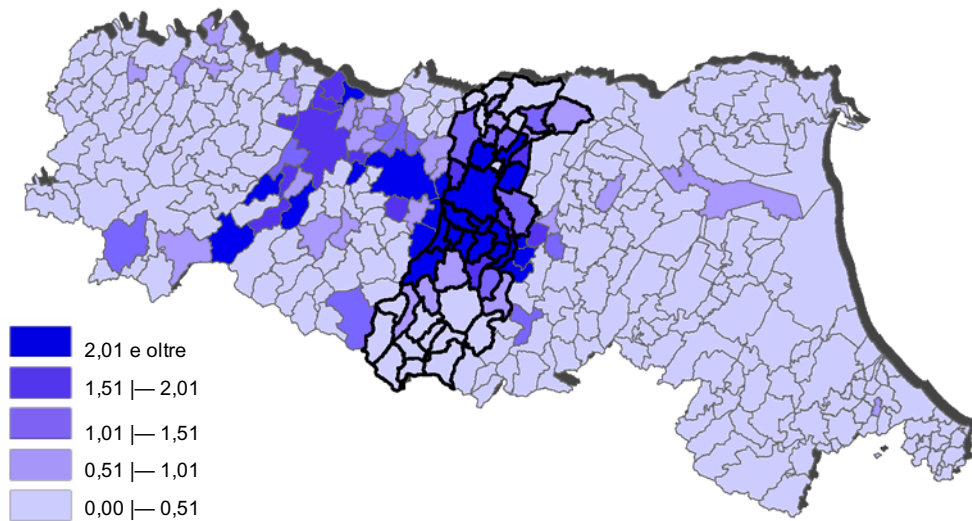 2,01 e oltre
1,51 |— 2,01
1,01 |— 1,51
0,51 |— 1,01
0,00 |— 0,51